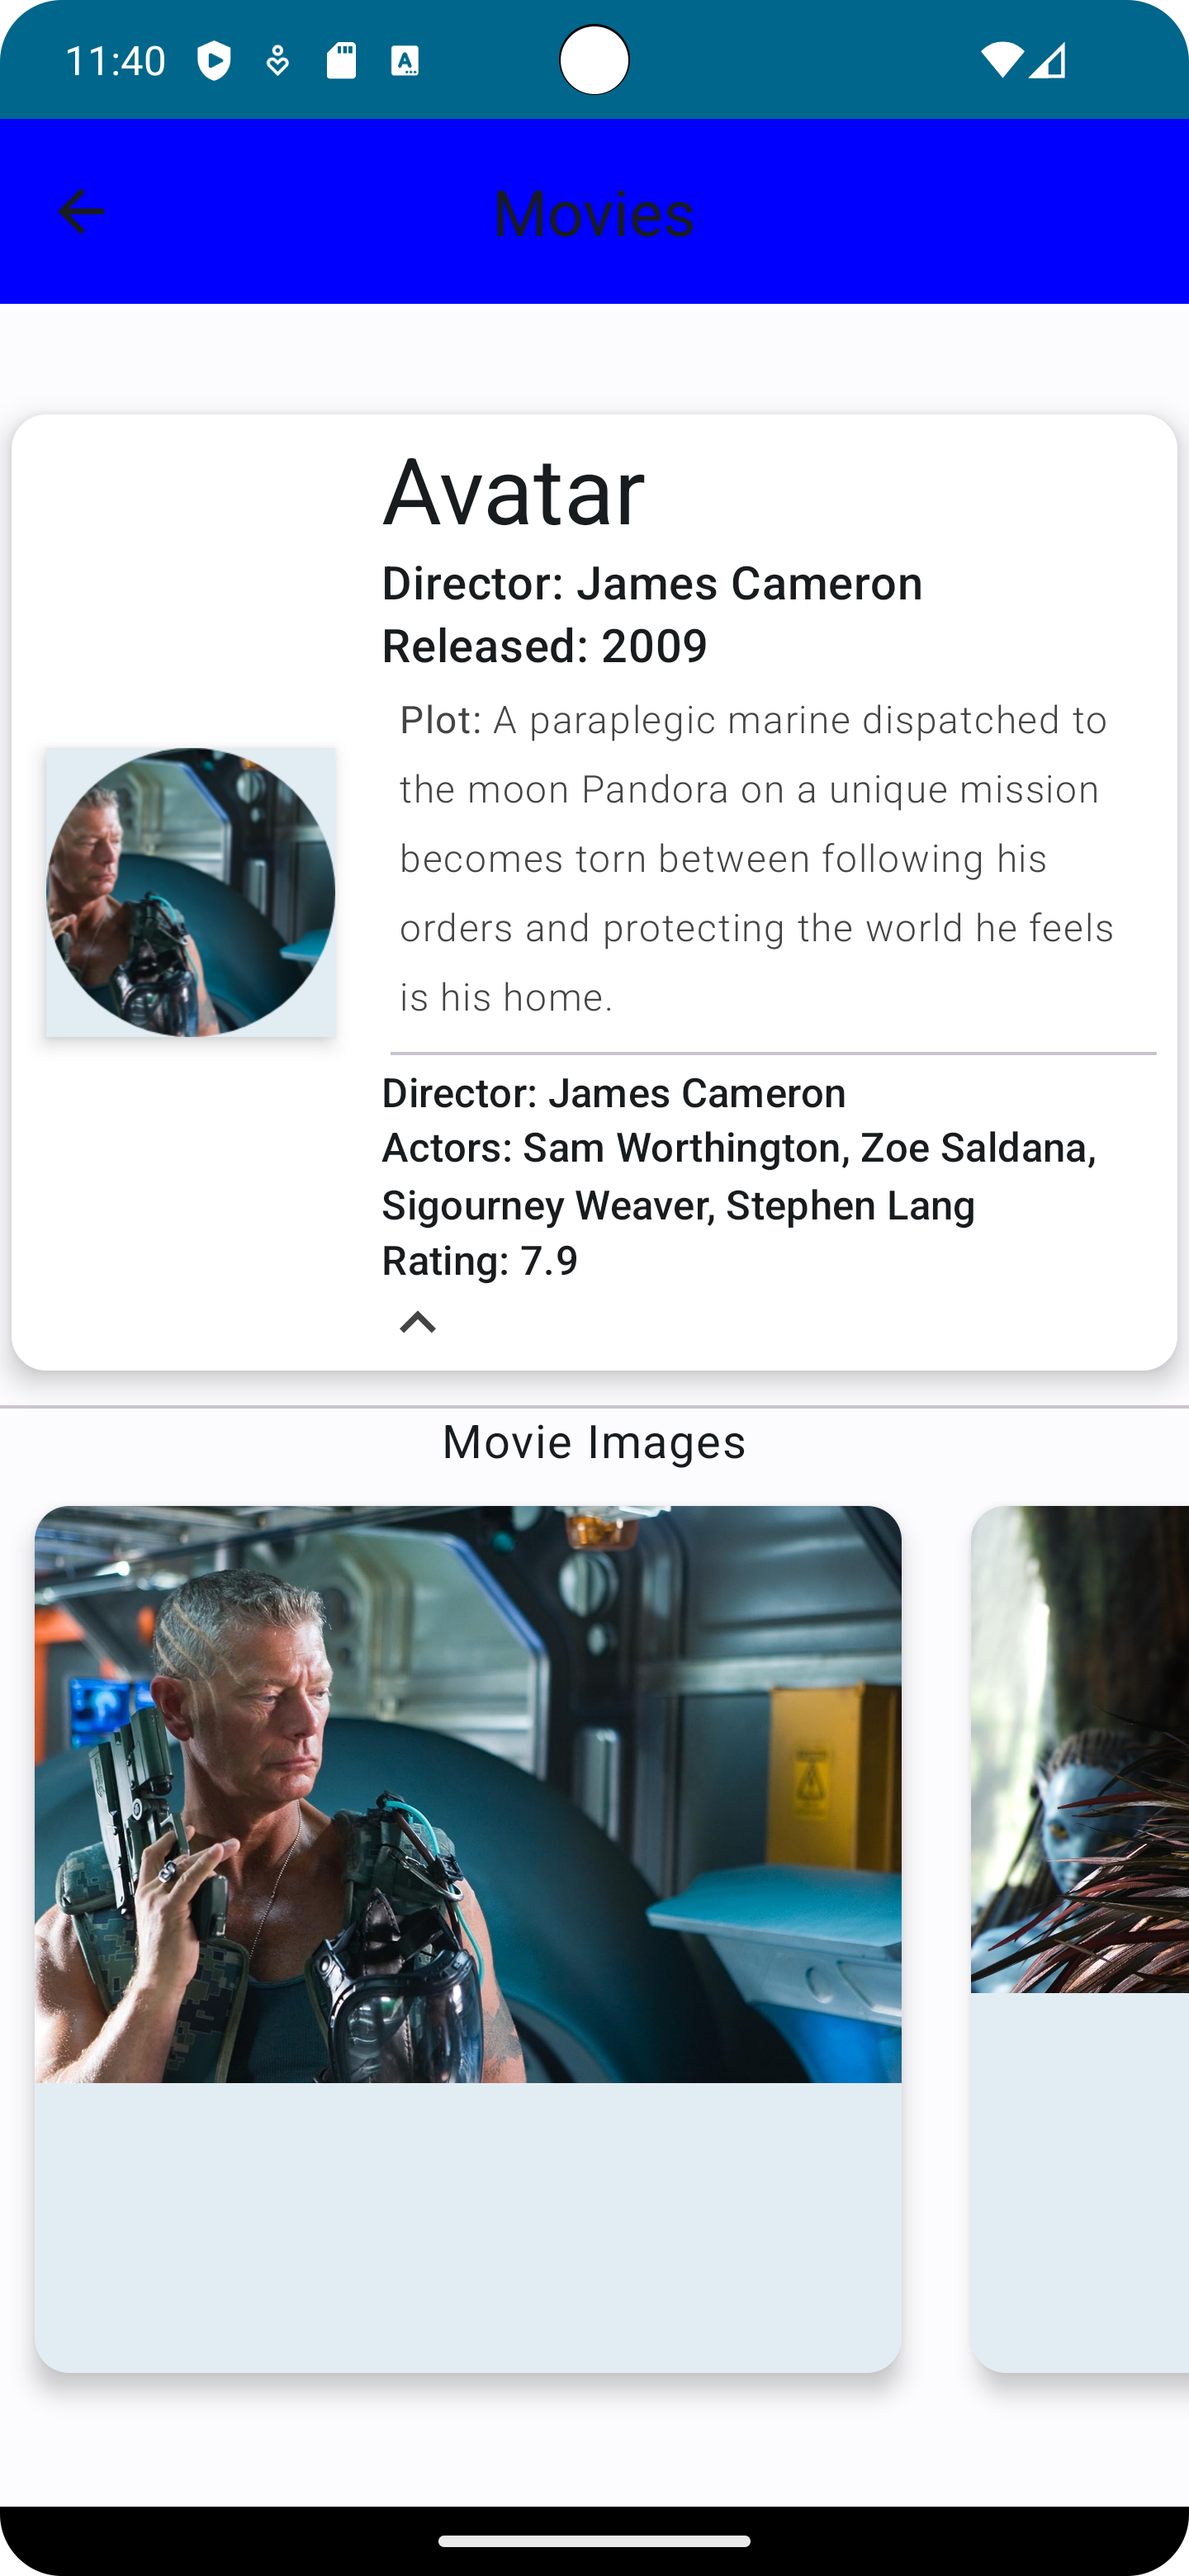 11:40
Movies
Avatar
Director: James Cameron
Released: 2009
Plot: A paraplegic marine dispatched to
the moon Pandora on a unique mission
becomes torn between following his
orders and protecting the world he feels
is his home.
Director: James Cameron
Actors: Sam Worthington, Zoe Saldana,
Sigourney Weaver, Stephen Lang
Rating: 7.9
Movie Images